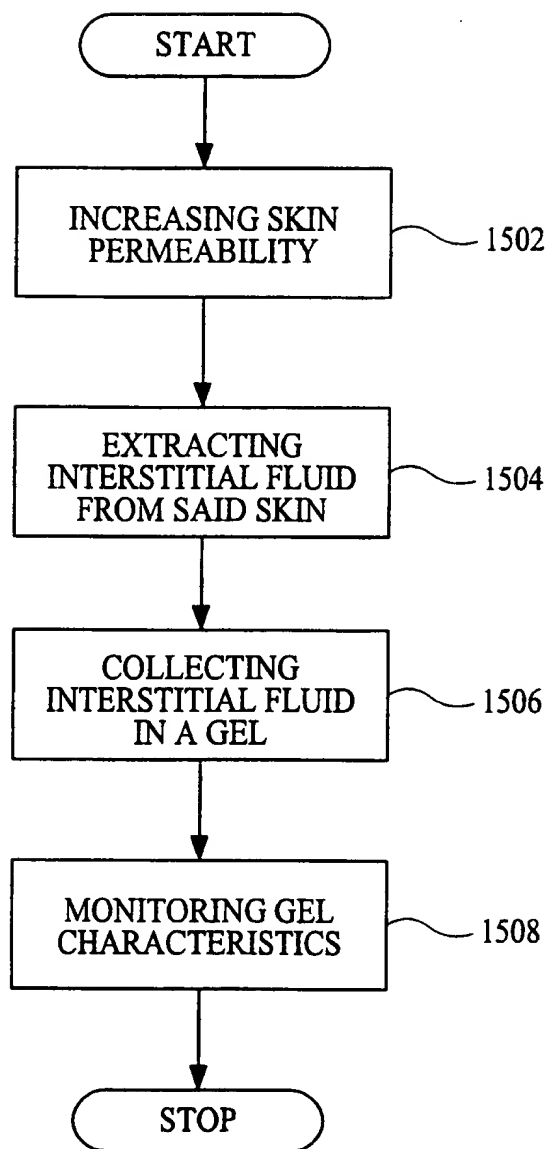 START
INCREASING SKIN
PERMEABILITY
1502
EXTRACTING
INTERSTITIAL FLUID
FROM SAID SKIN
1504
COLLECTING
INTERSTITIAL FLUID
IN A GEL
1506
MONITORING GEL
CHARACTERISTICS
1508
STOP